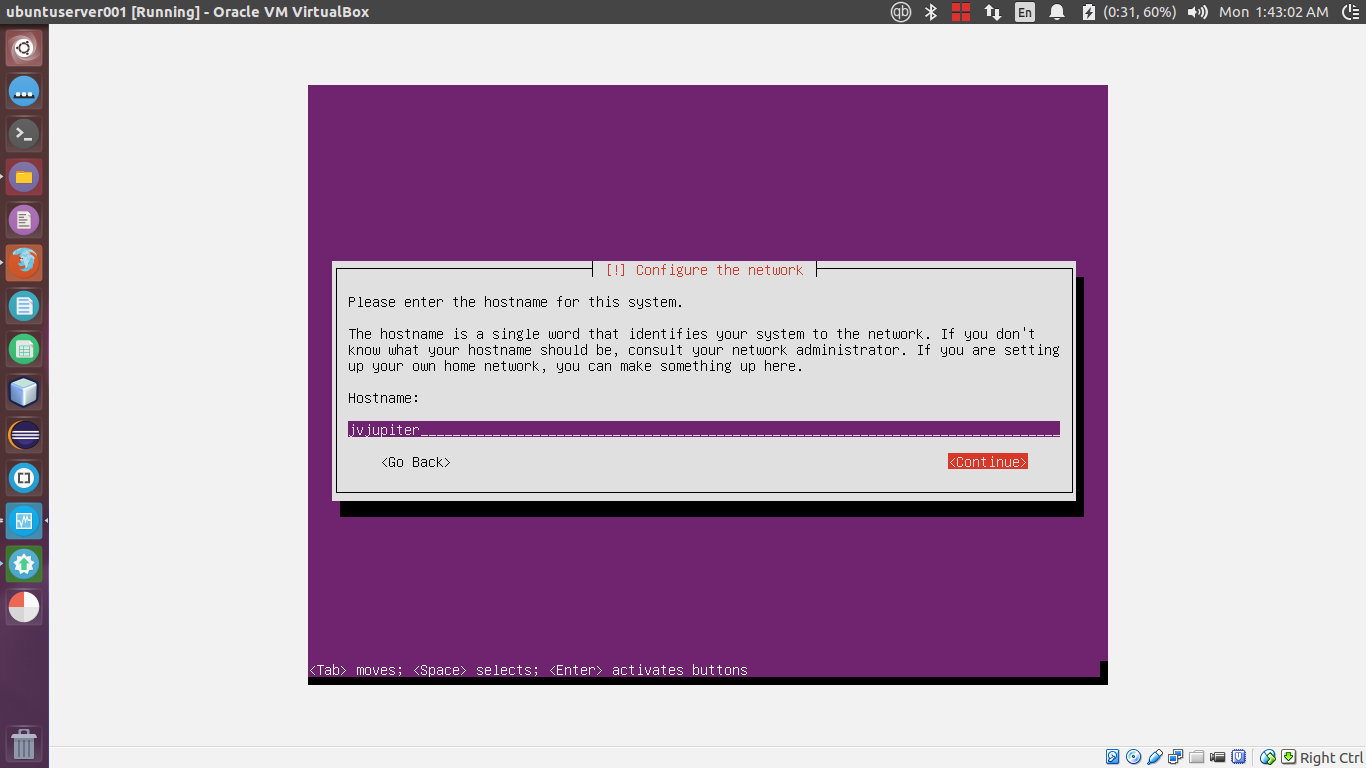 ubuntuserver001 [Running] - Oracle VM VirtualBox
qb En (0:31, 60%) Mon 1:43:02 AM
[!] Configure the network
Please enter the hostname for this system.
The hostname is a single word that identifies your system to the network. If you don't
know what your hostname should be, consult your network administrator. If you are setting
up your own home network, you can make something up here.
Hostname:
jvjupiter
<Go Back> <Continue>
<Tab> moves; <Space> selects; <Enter> activates buttons
Right Ctrl